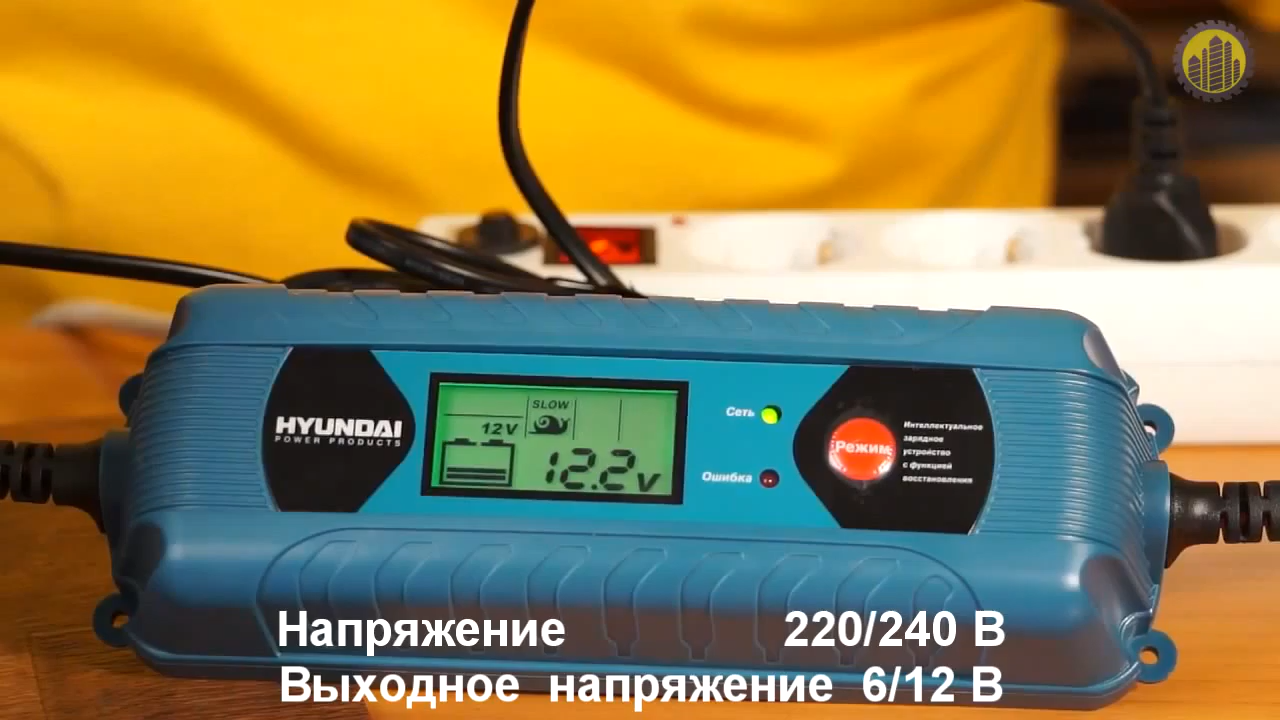 HYUNDAI
POWER PRODUCTS
SLOW
12V
12.2v
Сеть
Ошибка
Режим
Интеллектуальное
зарядное
устройство
с функцией
восстановления
Напряжение 220/240 В
Выходное напряжение 6/12 В